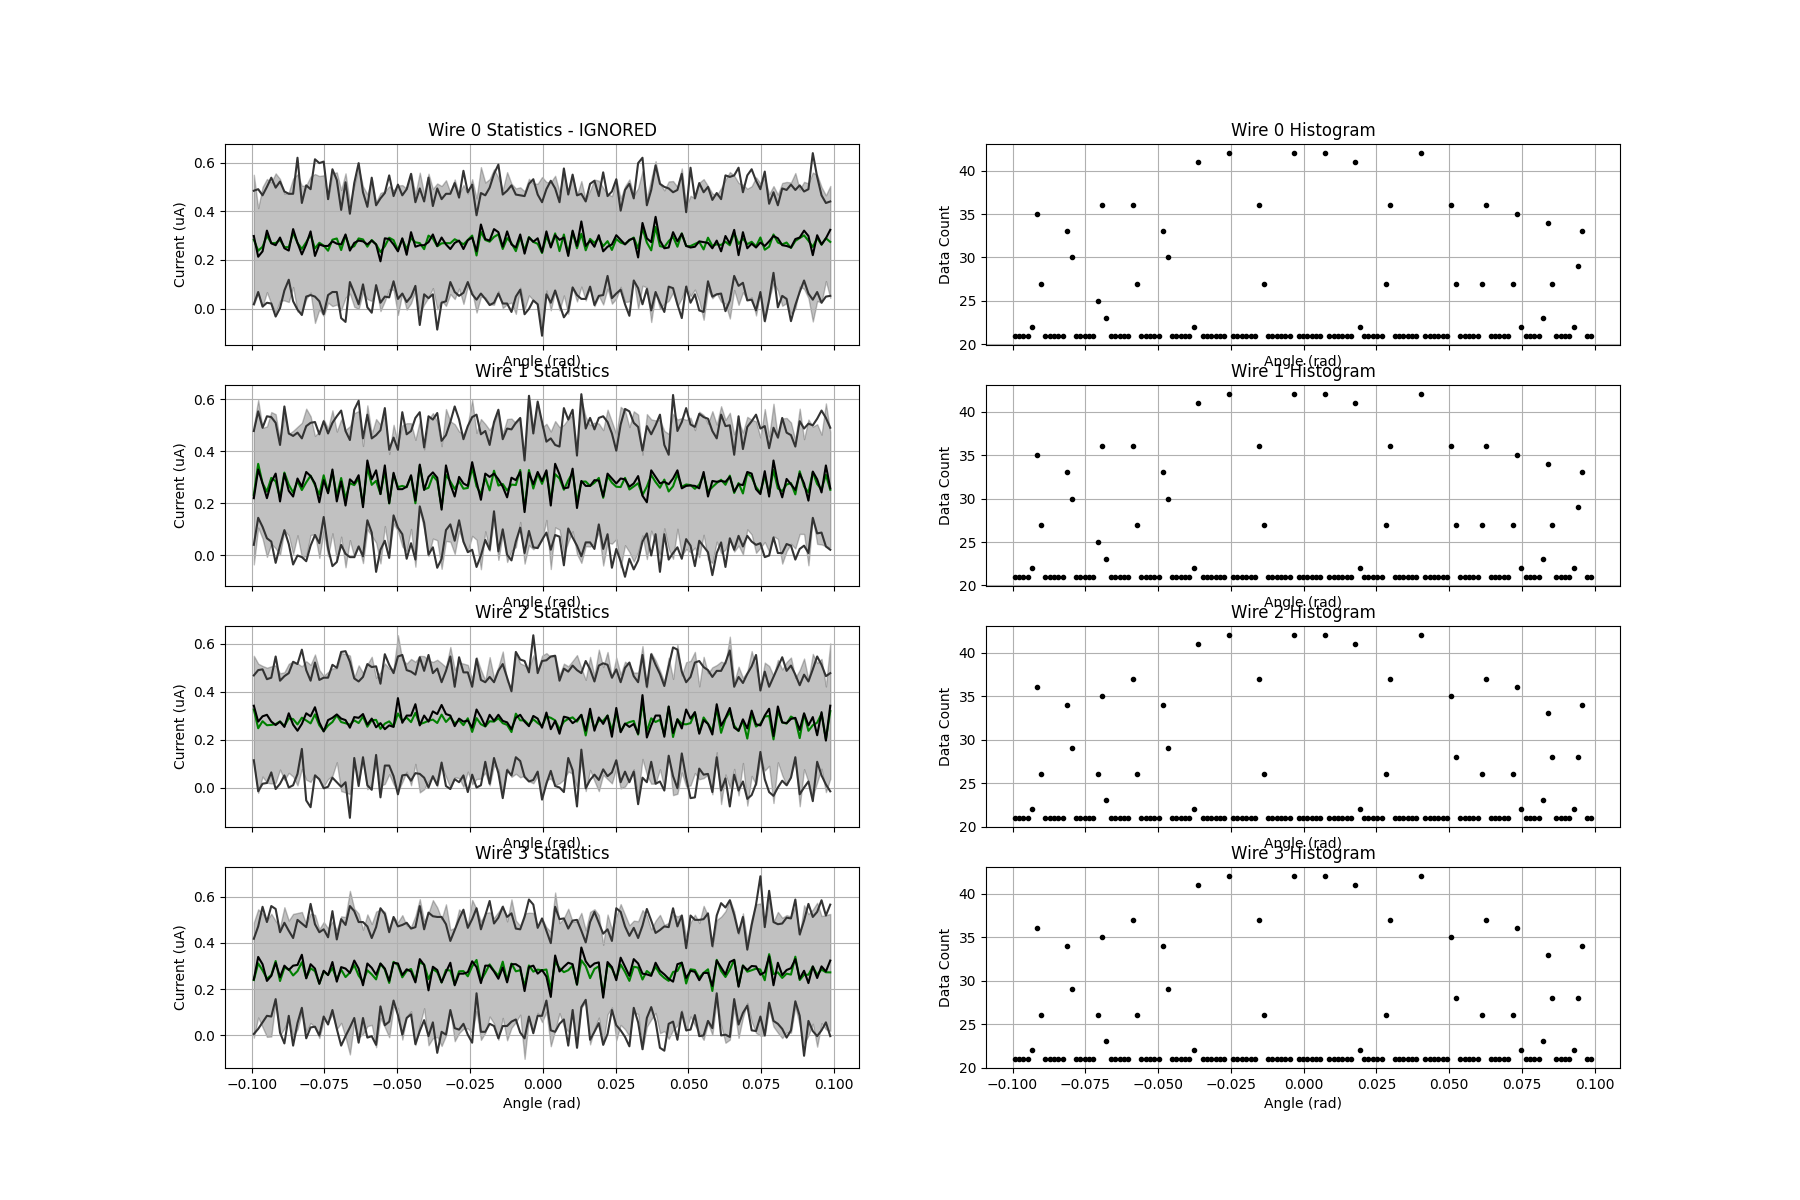 Wire 0 Statistics - IGNORED
0.6
0.4
0.2
0.0
Current (uA)
Angle (rad)
Wire 0 Histogram
40
35
30
25
20
Data Count
Angle (rad)
Wire 1 Statistics
0.6
0.4
0.2
0.0
Current (uA)
Angle (rad)
Wire 1 Histogram
40
35
30
25
20
Data Count
Angle (rad)
Wire 2 Statistics
0.6
0.4
0.2
0.0
Current (uA)
Angle (rad)
Wire 2 Histogram
40
35
30
25
20
Data Count
Angle (rad)
Wire 3 Statistics
0.6
0.4
0.2
0.0
Current (uA)
−0.100 −0.075 −0.050 −0.025 0.000 0.025 0.050 0.075 0.100
Angle (rad)
Wire 3 Histogram
40
35
30
25
20
Data Count
−0.100 −0.075 −0.050 −0.025 0.000 0.025 0.050 0.075 0.100
Angle (rad)